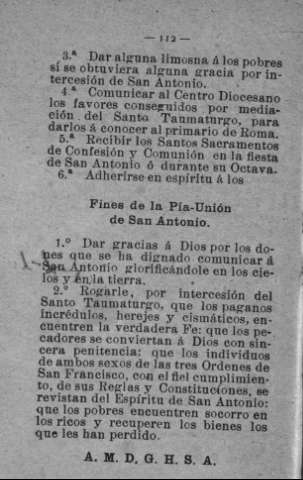 — 112 —
3.ª Dar alguna limosna á los pobres
si se obtuviera alguna gracia por in-
tercesión de San Antonio.
4.ª Comunicar al Centro Diocesano
los favores conseguidos por media-
ción del Santo Taumaturgo, para
darlos á conocer al primario de Roma.
5.ª Recibir los Santos Sacramentos
de Confesión y Comunión en la fiesta
de San Antonio ó durante su Octava.
6.ª Adherirse en espíritu á los
Fines de la Pía-Unión
de San Antonio.
1.º Dar gracias á Dios por los do-
nes que se ha dignado comunicar á
San Antonio glorificándole en los cie-
los y en la tierra.
2.º Rogarle, por intercesión del
Santo Taumaturgo, que los paganos
incrédulos, herejes y cismáticos, en-
cuentren la verdadera Fe: que los pe-
cadores se conviertan á Dios con sin-
cera penitencia: que los individuos
de ambos sexos de las tres Ordenes de
San Francisco, con el fiel cumplimien-
to, de sus Reglas y Constituciones, se
revistan del Espíritu de San Antonio:
que los pobres encuentren socorro en
los ricos y recuperen los bienes los
que les han perdido.
A. M. D. G. H. S. A.